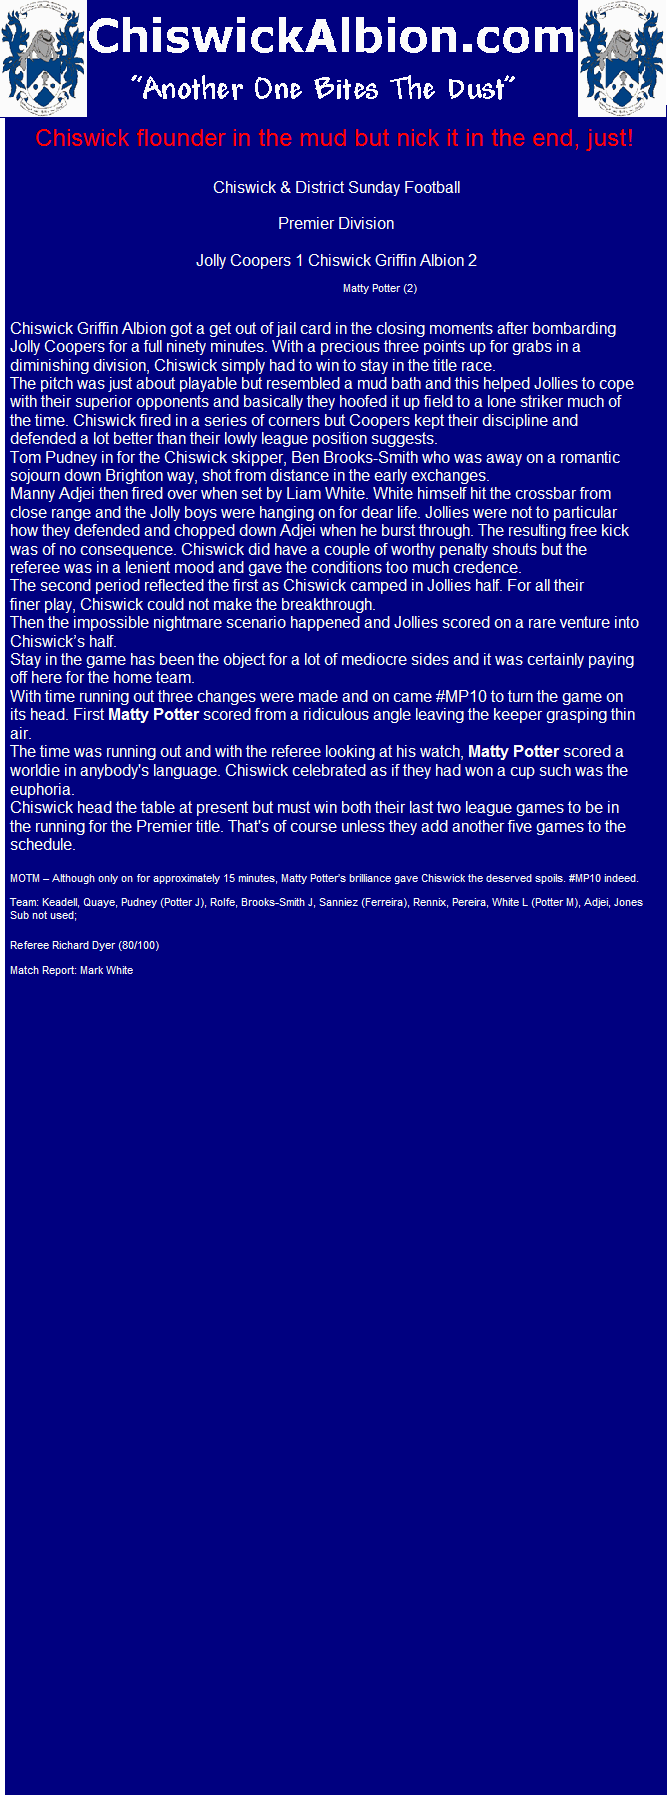 ChiswickAlbion.com
"Another One Bites The Dust"
Chiswick flounder in the mud but nick it in the end, just!
Chiswick & District Sunday Football
Premier Division
Jolly Coopers 1 Chiswick Griffin Albion 2
Matty Potter (2)
Chiswick Griffin Albion got a get out of jail card in the closing moments after bombarding
Jolly Coopers for a full ninety minutes. With a precious three points up for grabs in a
diminishing division, Chiswick simply had to win to stay in the title race.
The pitch was just about playable but resembled a mud bath and this helped Jollies to cope
with their superior opponents and basically they hoofed it up field to a lone striker much of
the time. Chiswick fired in a series of corners but Coopers kept their discipline and
defended a lot better than their lowly league position suggests.
Tom Pudney in for the Chiswick skipper, Ben Brooks-Smith who was away on a romantic
sojourn down Brighton way, shot from distance in the early exchanges.
Manny Adjei then fired over when set by Liam White. White himself hit the crossbar from
close range and the Jolly boys were hanging on for dear life. Jollies were not to particular
how they defended and chopped down Adjei when he burst through. The resulting free kick
was of no consequence. Chiswick did have a couple of worthy penalty shouts but the
referee was in a lenient mood and gave the conditions too much credence.
The second period reflected the first as Chiswick camped in Jollies half. For all their
finer play, Chiswick could not make the breakthrough.
Then the impossible nightmare scenario happened and Jollies scored on a rare venture into
Chiswick’s half.
Stay in the game has been the object for a lot of mediocre sides and it was certainly paying
off here for the home team.
With time running out three changes were made and on came #MP10 to turn the game on
its head. First Matty Potter scored from a ridiculous angle leaving the keeper grasping thin
air.
The time was running out and with the referee looking at his watch, Matty Potter scored a
worldie in anybody's language. Chiswick celebrated as if they had won a cup such was the
euphoria.
Chiswick head the table at present but must win both their last two league games to be in
the running for the Premier title. That's of course unless they add another five games to the
schedule.
MOTM – Although only on for approximately 15 minutes, Matty Potter's brilliance gave Chiswick the deserved spoils. #MP10 indeed.
Team: Keadell, Quaye, Pudney (Potter J), Rolfe, Brooks-Smith J, Sanniez (Ferreira), Rennix, Pereira, White L (Potter M), Adjei, Jones
Sub not used;
Referee Richard Dyer (80/100)
Match Report: Mark White